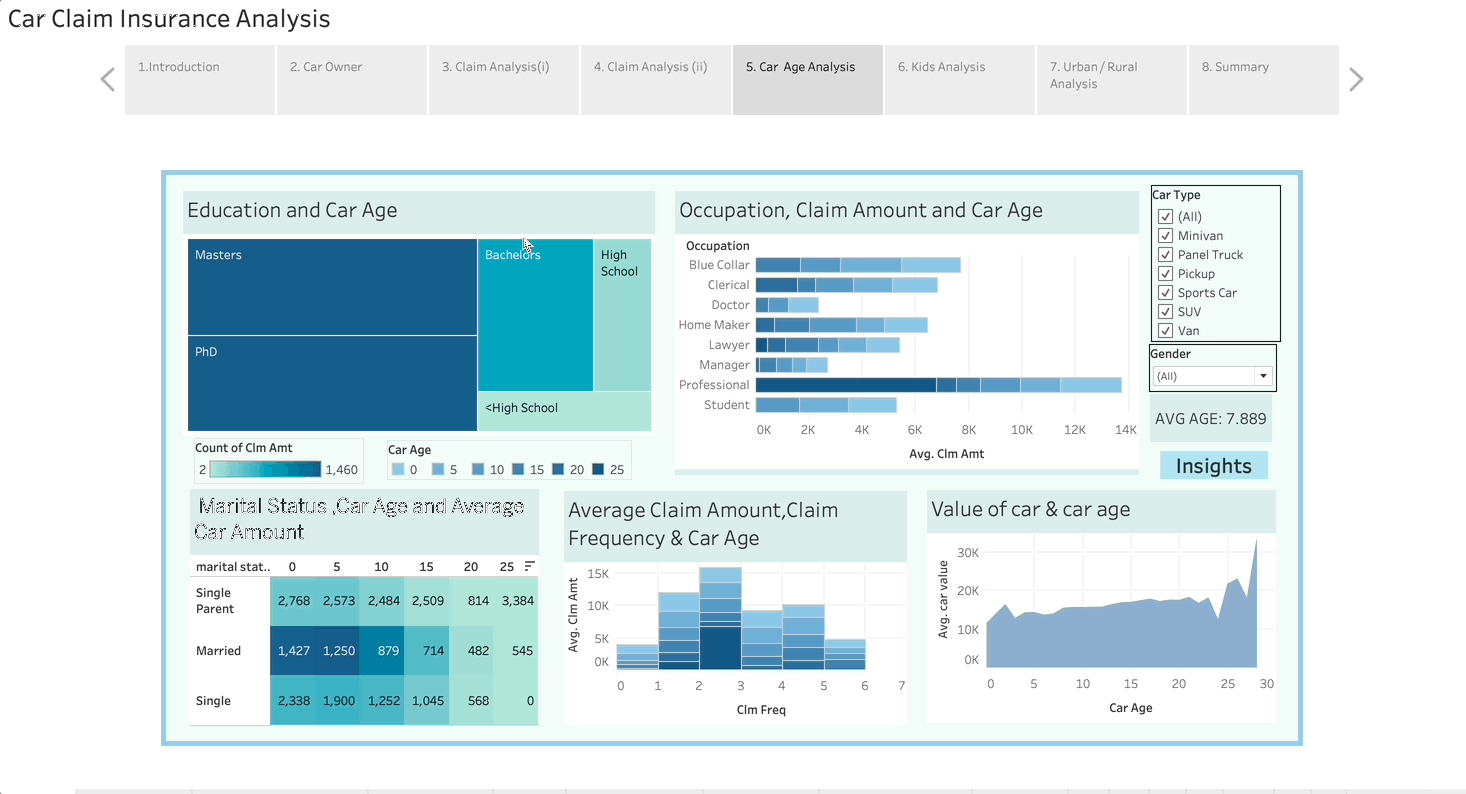 Car Claim Insurance Analysis
1.Introduction
2. Car Owner
3. Claim Analysis(i)
4. Claim Analysis (ii)
5. Car Age Analysis
6. Kids Analysis
7. Urban / Rural
Analysis
8. Summary
Education and Car Age
Masters
PhD
Bachelors
High
School
<High School
Count of Clm Amt
2 1,460
Car Age
0 5 10 15 20 25
Occupation, Claim Amount and Car Age
Occupation
Blue Collar
Clerical
Doctor
Home Maker
Lawyer
Manager
Professional
Student
0K 2K 4K 6K 8K 10K 12K 14K
Avg. Clm Amt
Car Type
(All)
Minivan
Panel Truck
Pickup
Sports Car
SUV
Van
Gender
(All)
AVG AGE: 7.889
Insights
Marital Status ,Car Age and Average
Car Amount
marital stat.. 0 5 10 15 20 25
Single
Parent
2,768 2,573 2,484 2,509 814 3,384
Married 1,427 1,250 879 714 482 545
Single 2,338 1,900 1,252 1,045 568 0
Average Claim Amount,Claim
Frequency & Car Age
Avg. Clm Amt
15K
10K
5K
0K
0 1 2 3 4 5 6 7
Clm Freq
Value of car & car age
Avg. car value
30K
20K
10K
0K
0 5 10 15 20 25 30
Car Age